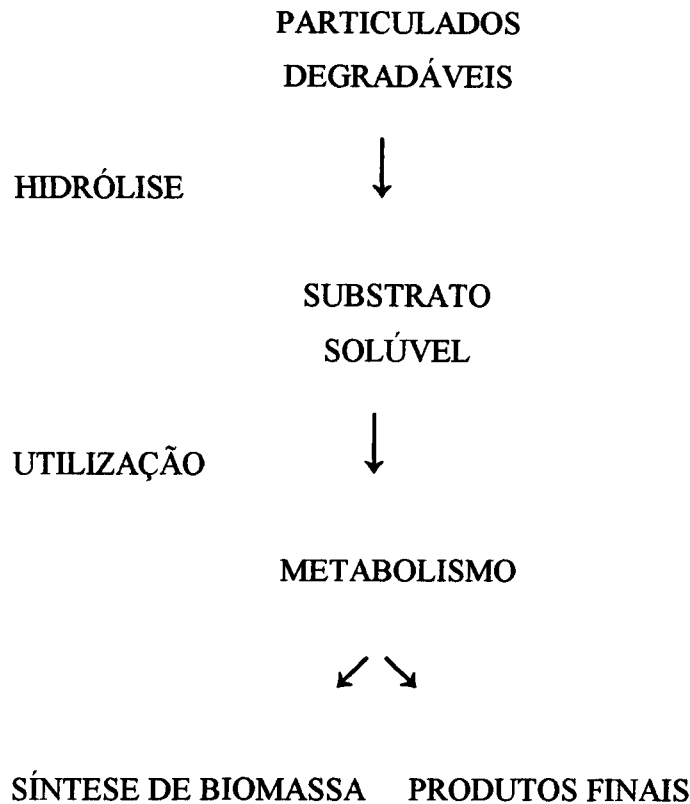 PARTICULADOS
DEGRADÁVEIS
HIDRÓLISE
SUBSTRATO
SOLÚVEL
UTILIZAÇÃO
METABOLISMO
SÍNTESE DE BIOMASSA PRODUTOS FINAIS